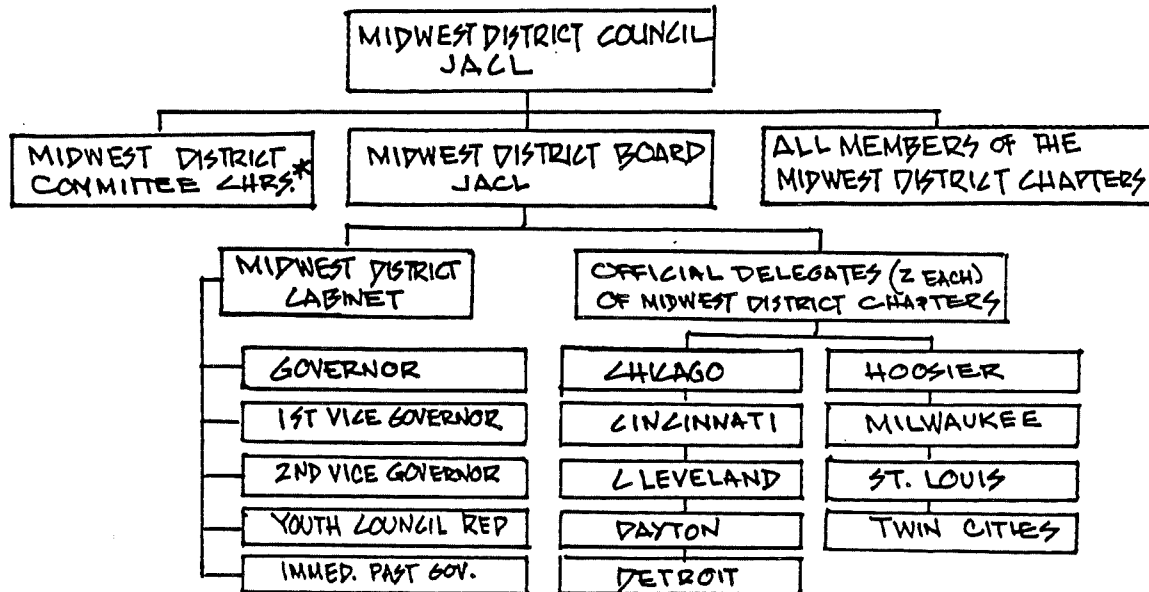 MIDWEST DISTRICT COUNCIL
JACL
MIDWEST DISTRICT
COMMITTEE CHRS.*
MIDWEST DISTRICT BOARD
JACL
ALL MEMBERS OF THE
MIDWEST DISTRICT CHAPTERS
MIDWEST DISTRICT
CABINET
OFFICIAL DELEGATES (2 EACH)
OF MIDWEST DISTRICT CHAPTERS
GOVERNOR
1ST VICE GOVERNOR
2ND VICE GOVERNOR
YOUTH COUNCIL REP
IMMED. PAST GOV.
CHICAGO
CINCINNATI
CLEVELAND
DAYTON
DETROIT
HOOSIER
MILWAUKEE
ST. LOUIS
TWIN CITIES